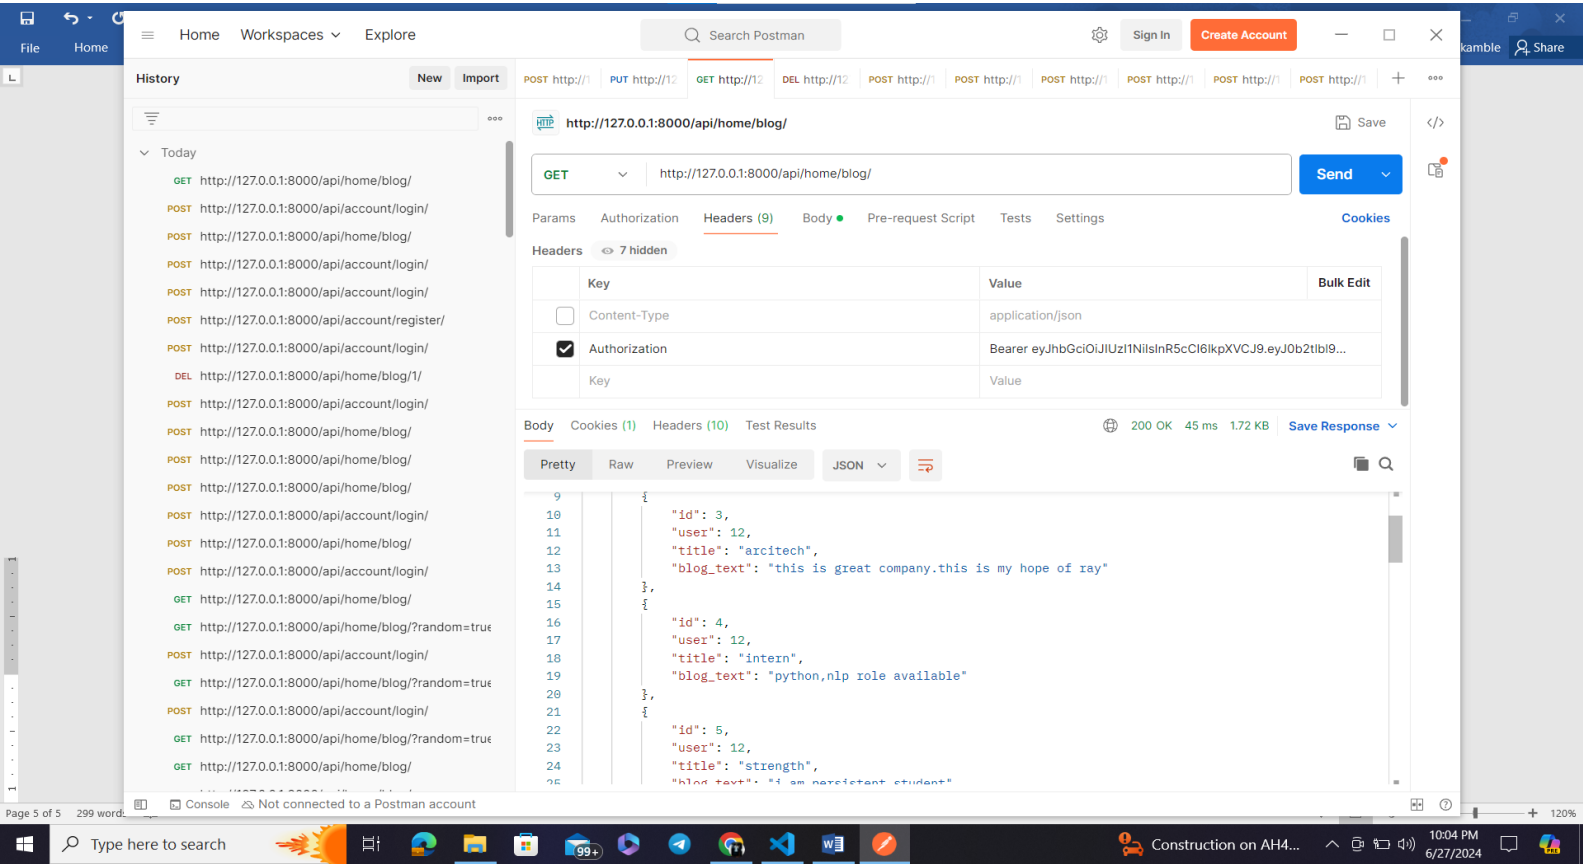 File Home
kamble Share
Home Workspaces Explore
Search Postman
Sign In Create Account
History New Import
POST http://1 PUT http://12 GET http://12 DEL http://12 POST http://1 POST http://1 POST http://1 POST http://1 POST http://1 POST http://1
Today
GET http://127.0.0.1:8000/api/home/blog/
POST http://127.0.0.1:8000/api/account/login/
POST http://127.0.0.1:8000/api/home/blog/
POST http://127.0.0.1:8000/api/account/login/
POST http://127.0.0.1:8000/api/account/login/
POST http://127.0.0.1:8000/api/account/register/
POST http://127.0.0.1:8000/api/account/login/
DEL http://127.0.0.1:8000/api/home/blog/1/
POST http://127.0.0.1:8000/api/account/login/
POST http://127.0.0.1:8000/api/home/blog/
POST http://127.0.0.1:8000/api/home/blog/
POST http://127.0.0.1:8000/api/home/blog/
POST http://127.0.0.1:8000/api/account/login/
POST http://127.0.0.1:8000/api/home/blog/
POST http://127.0.0.1:8000/api/account/login/
GET http://127.0.0.1:8000/api/home/blog/
GET http://127.0.0.1:8000/api/home/blog/?random=true
POST http://127.0.0.1:8000/api/account/login/
GET http://127.0.0.1:8000/api/home/blog/?random=true
POST http://127.0.0.1:8000/api/account/login/
GET http://127.0.0.1:8000/api/home/blog/?random=true
GET http://127.0.0.1:8000/api/home/blog/
HTTP http://127.0.0.1:8000/api/home/blog/ Save
GET http://127.0.0.1:8000/api/home/blog/ Send
Params Authorization Headers (9) Body Pre-request Script Tests Settings Cookies
Headers 7 hidden
Key Value Bulk Edit
Content-Type application/json
Authorization Bearer eyJhbGciOiJIUzI1NiIsInR5cCI6IkpXVCJ9.eyJ0b2tlbl9...
Key Value
Body Cookies (1) Headers (10) Test Results 200 OK 45 ms 1.72 KB Save Response
Pretty Raw Preview Visualize JSON
9 {
10 "id": 3,
11 "user": 12,
12 "title": "arcitech",
13 "blog_text": "this is great company.this is my hope of ray"
14 },
15 {
16 "id": 4,
17 "user": 12,
18 "title": "intern",
19 "blog_text": "python,nlp role available"
20 },
21 {
22 "id": 5,
23 "user": 12,
24 "title": "strength",
25 "blog_text": "i am persistent student"
Console Not connected to a Postman account
Page 5 of 5 299 words
120%
Type here to search
99+
Construction on AH4...
10:04 PM
6/27/2024